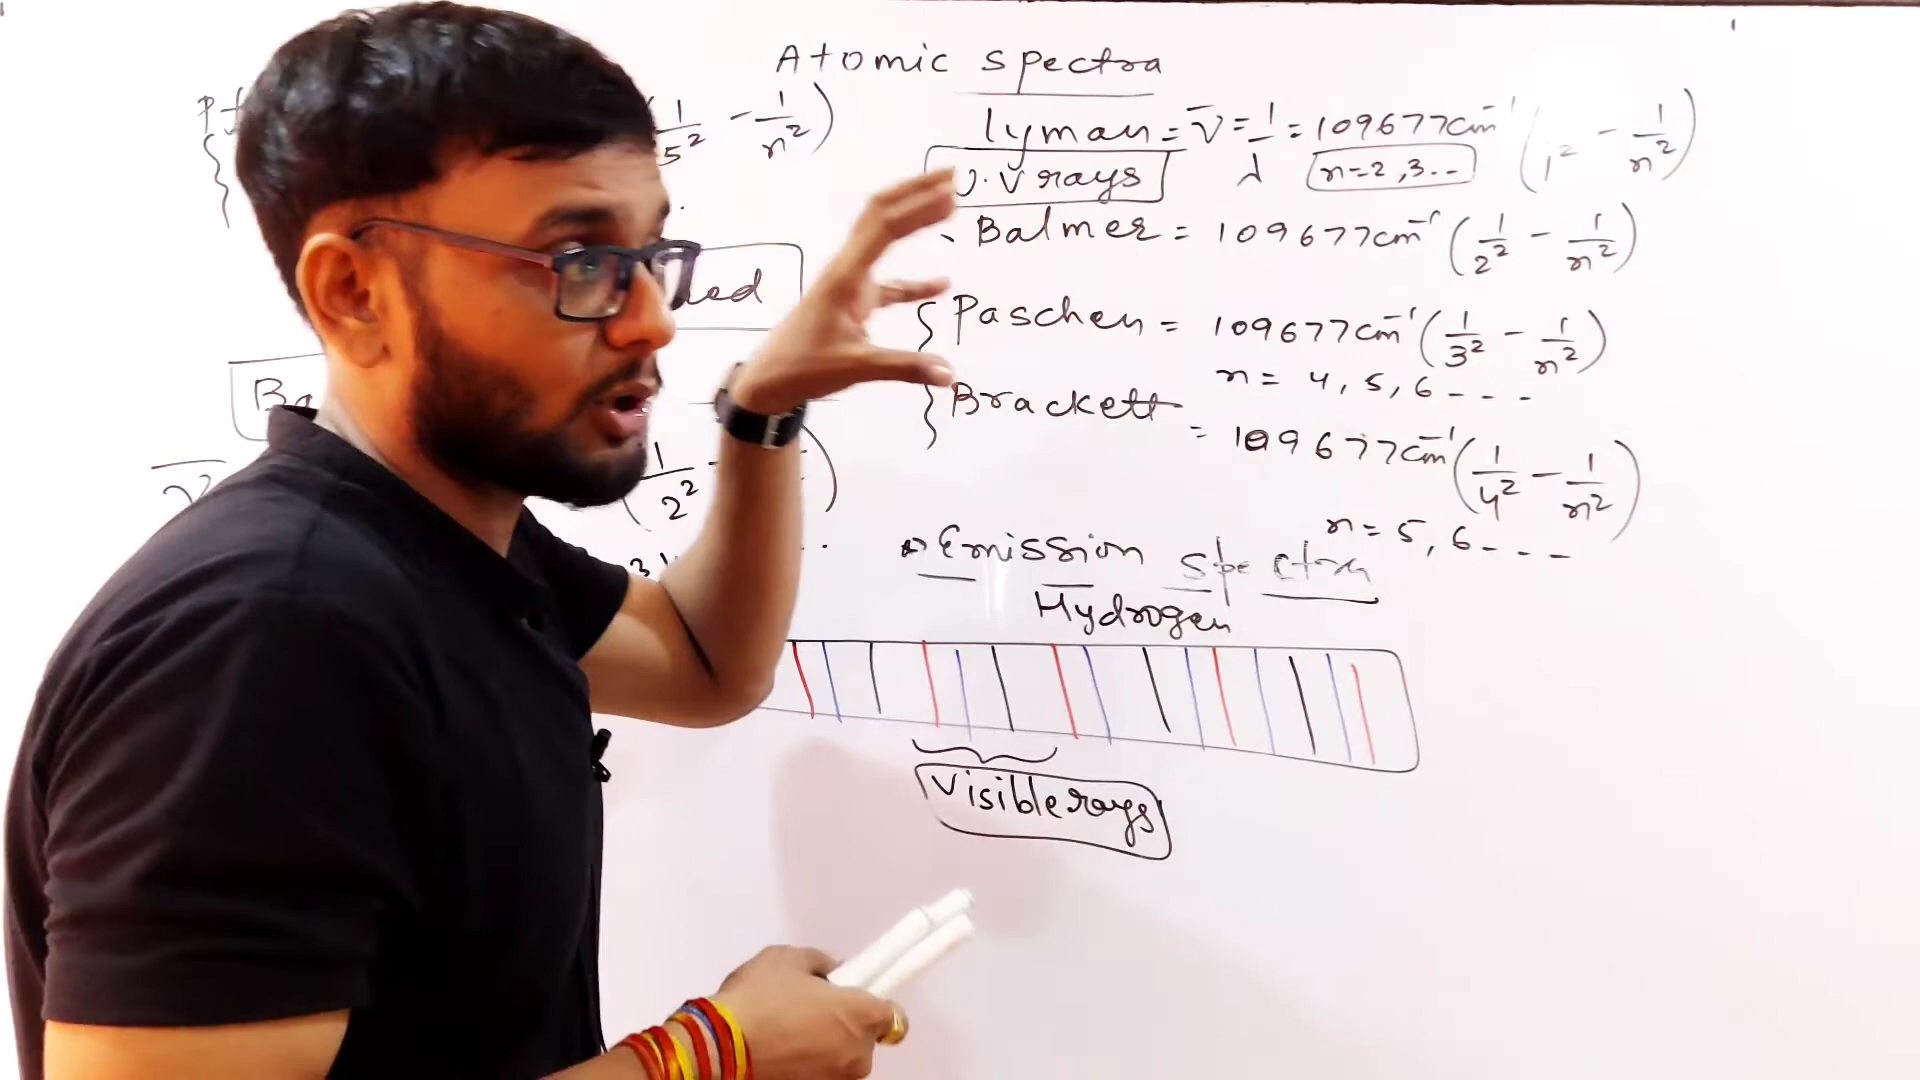 Atomic spectra
(1/5² - 1/n²)
lyman = ν̄ = 1/λ = 109677cm⁻¹ (1² - 1/n²)
U.V rays n=2,3..
Balmer = 109677cm⁻¹ (1/2² - 1/n²)
Paschen = 109677cm⁻¹ (1/3² - 1/n²)
n = 4, 5, 6 - - -
Brackett
= 109677cm⁻¹ (1/4² - 1/n²)
n = 5, 6 - - - -
ν̄
1/2² -
Emission spectra
Hydrogen
Visible rays